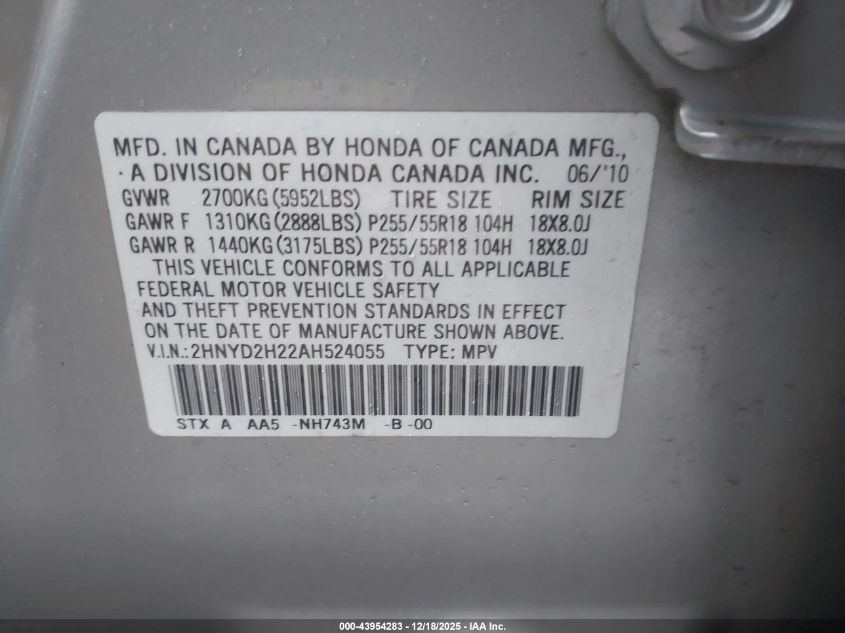 MFD. IN CANADA BY HONDA OF CANADA MFG.,
A DIVISION OF HONDA CANADA INC. 06/'10
GVWR 2700KG(5952LBS) TIRE SIZE RIM SIZE
GAWR F 1310KG(2888LBS) P255/55R18 104H 18X8.0J
GAWR R 1440KG(3175LBS) P255/55R18 104H 18X8.0J
THIS VEHICLE CONFORMS TO ALL APPLICABLE
FEDERAL MOTOR VEHICLE SAFETY
AND THEFT PREVENTION STANDARDS IN EFFECT
ON THE DATE OF MANUFACTURE SHOWN ABOVE.
V.I.N.:2HNYD2H22AH524055 TYPE: MPV
STX A AA5 -NH743M -B -00
000-43954283 - 12/18/2025 - IAA Inc.